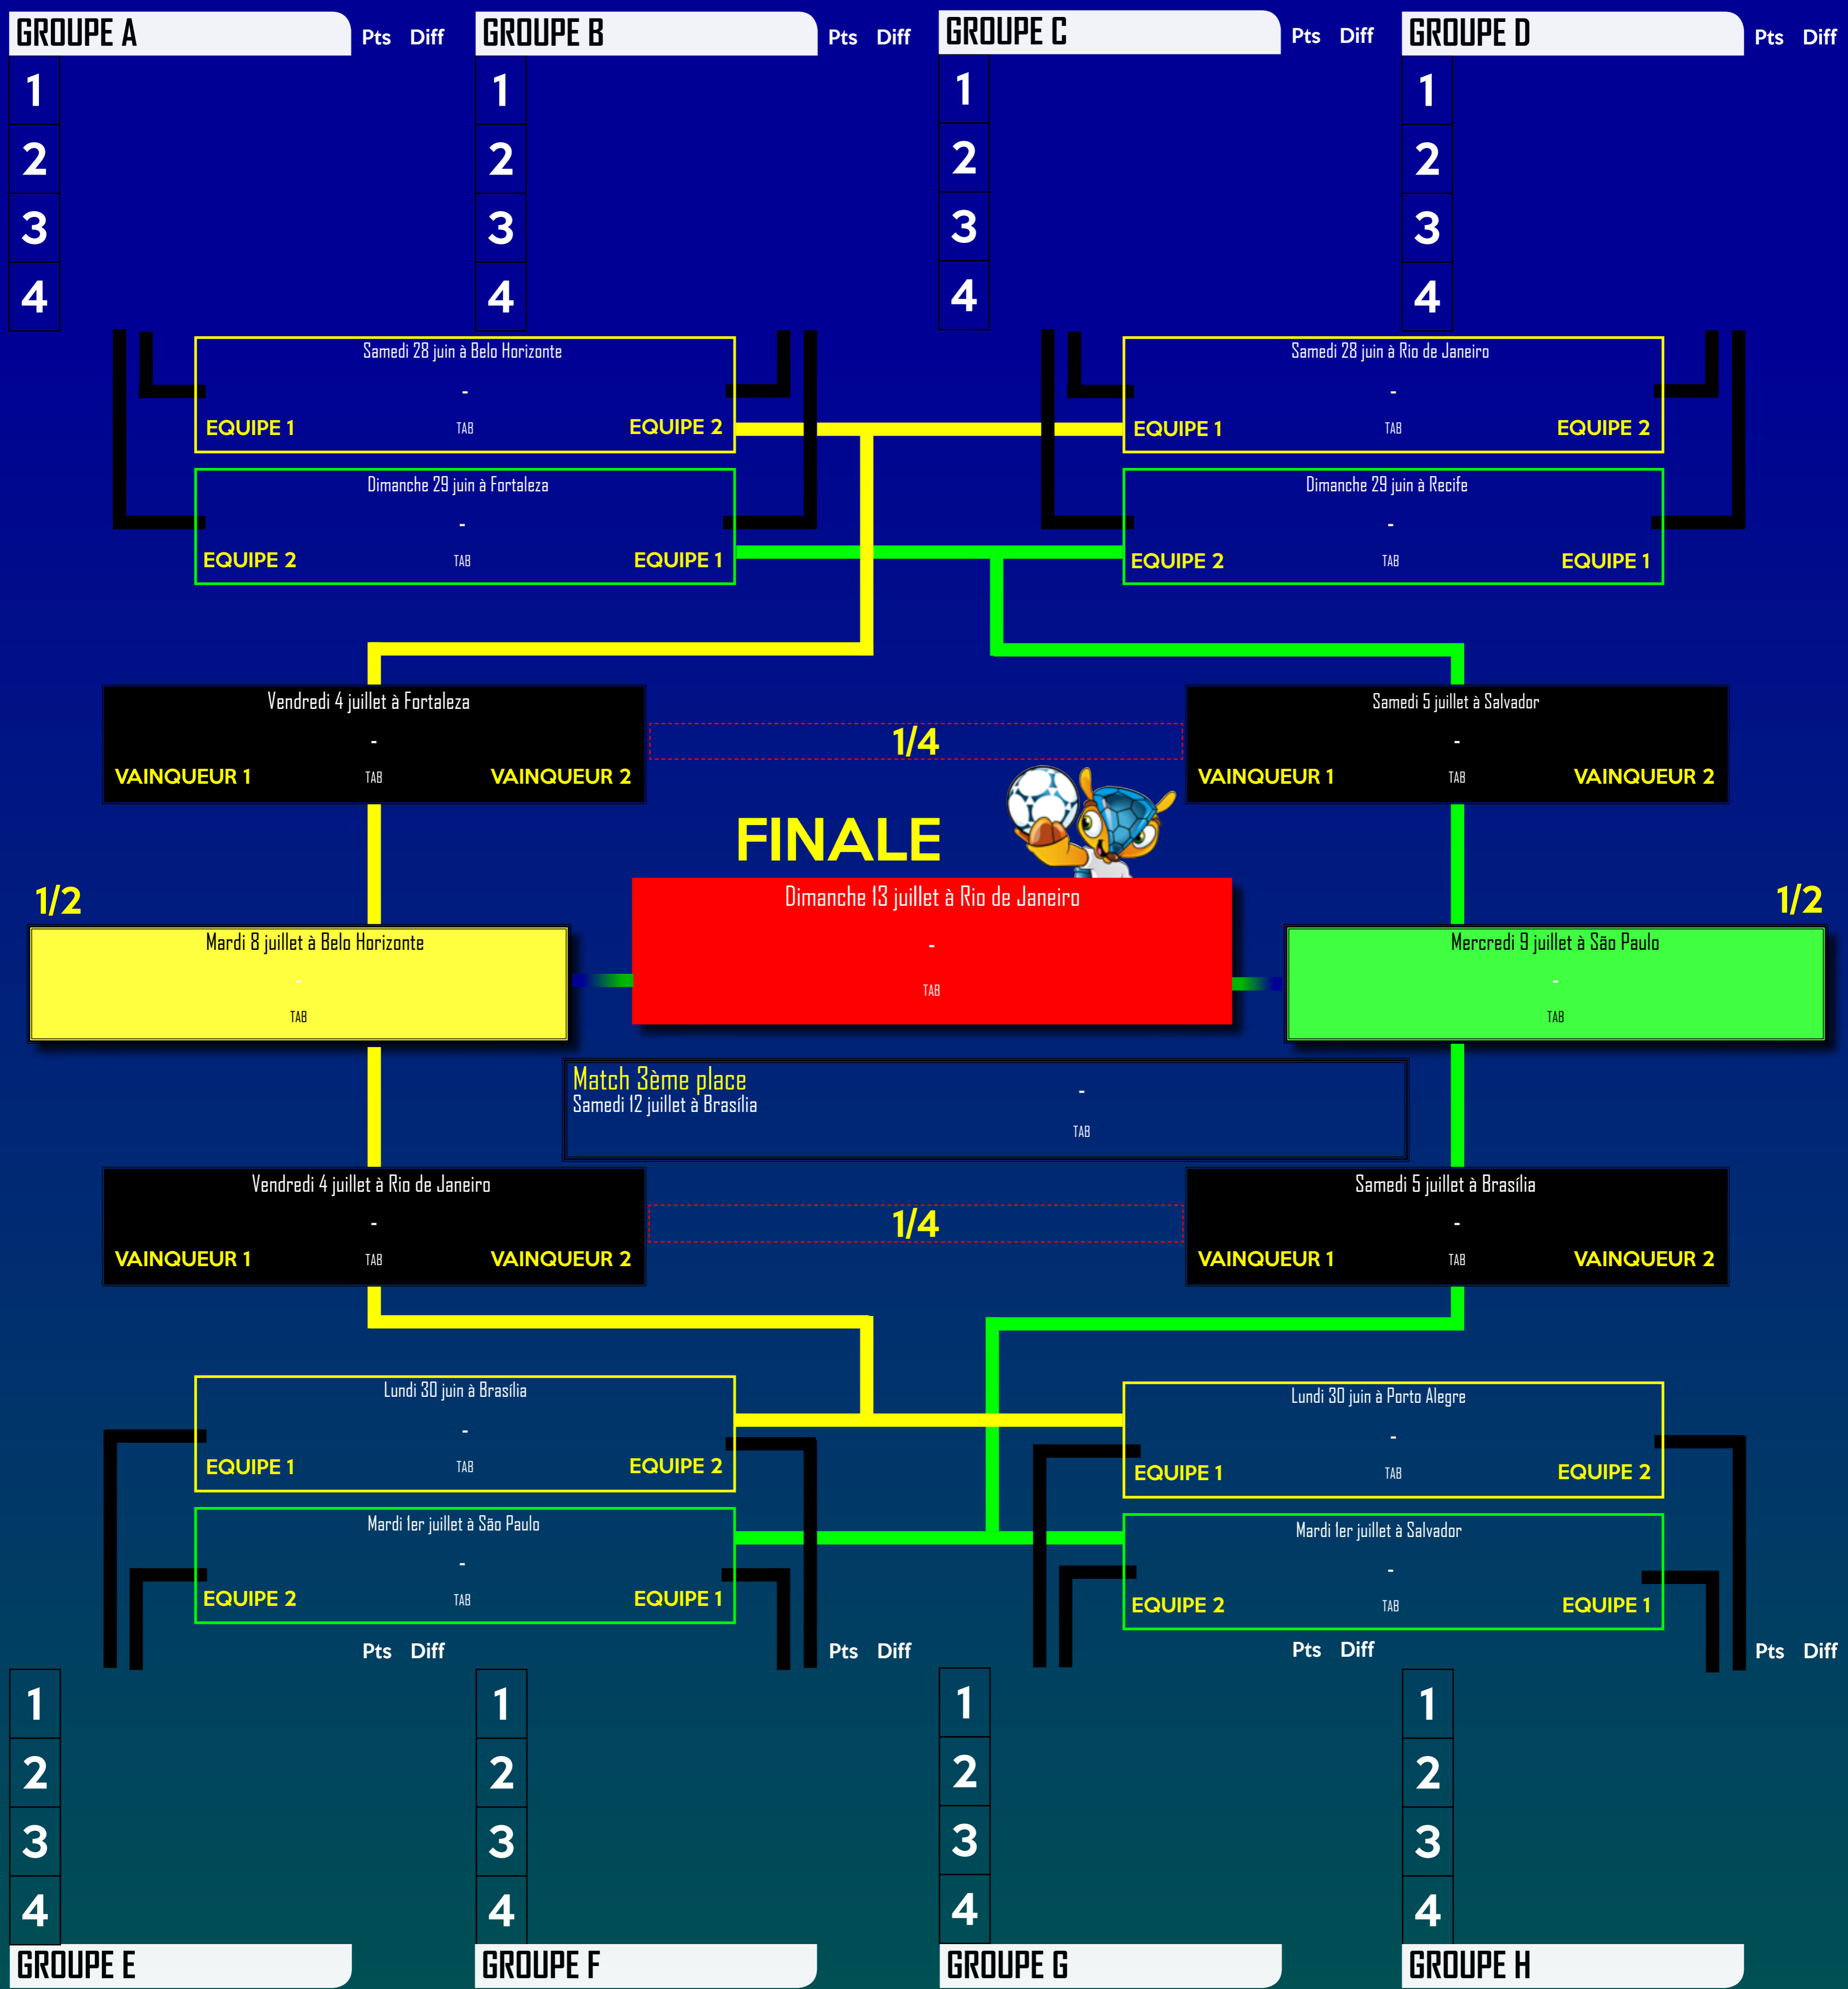 GROUPE A
Pts Diff
GROUPE B
Pts Diff
GROUPE C
Pts Diff
GROUPE D
Pts Diff
1 1 1 1
2 2 2 2
3 3 3 3
4 4 4 4
Samedi 28 juin à Belo Horizonte
-
EQUIPE 1 TAB EQUIPE 2
Samedi 28 juin à Rio de Janeiro
-
EQUIPE 1 TAB EQUIPE 2
Dimanche 29 juin à Fortaleza
-
EQUIPE 2 TAB EQUIPE 1
Dimanche 29 juin à Recife
-
EQUIPE 2 TAB EQUIPE 1
Vendredi 4 juillet à Fortaleza
-
VAINQUEUR 1 TAB VAINQUEUR 2
1/4
Samedi 5 juillet à Salvador
-
VAINQUEUR 1 TAB VAINQUEUR 2
FINALE
Dimanche 13 juillet à Rio de Janeiro
-
TAB
1/2
Mardi 8 juillet à Belo Horizonte
-
TAB
1/2
Mercredi 9 juillet à São Paulo
-
TAB
Match 3ème place
Samedi 12 juillet à Brasília
-
TAB
Vendredi 4 juillet à Rio de Janeiro
-
VAINQUEUR 1 TAB VAINQUEUR 2
1/4
Samedi 5 juillet à Brasília
-
VAINQUEUR 1 TAB VAINQUEUR 2
Lundi 30 juin à Brasília
-
EQUIPE 1 TAB EQUIPE 2
Lundi 30 juin à Porto Alegre
-
EQUIPE 1 TAB EQUIPE 2
Mardi 1er juillet à São Paulo
-
EQUIPE 2 TAB EQUIPE 1
Mardi 1er juillet à Salvador
-
EQUIPE 2 TAB EQUIPE 1
Pts Diff
Pts Diff
Pts Diff
Pts Diff
1 1 1 1
2 2 2 2
3 3 3 3
4 4 4 4
GROUPE E
GROUPE F
GROUPE G
GROUPE H